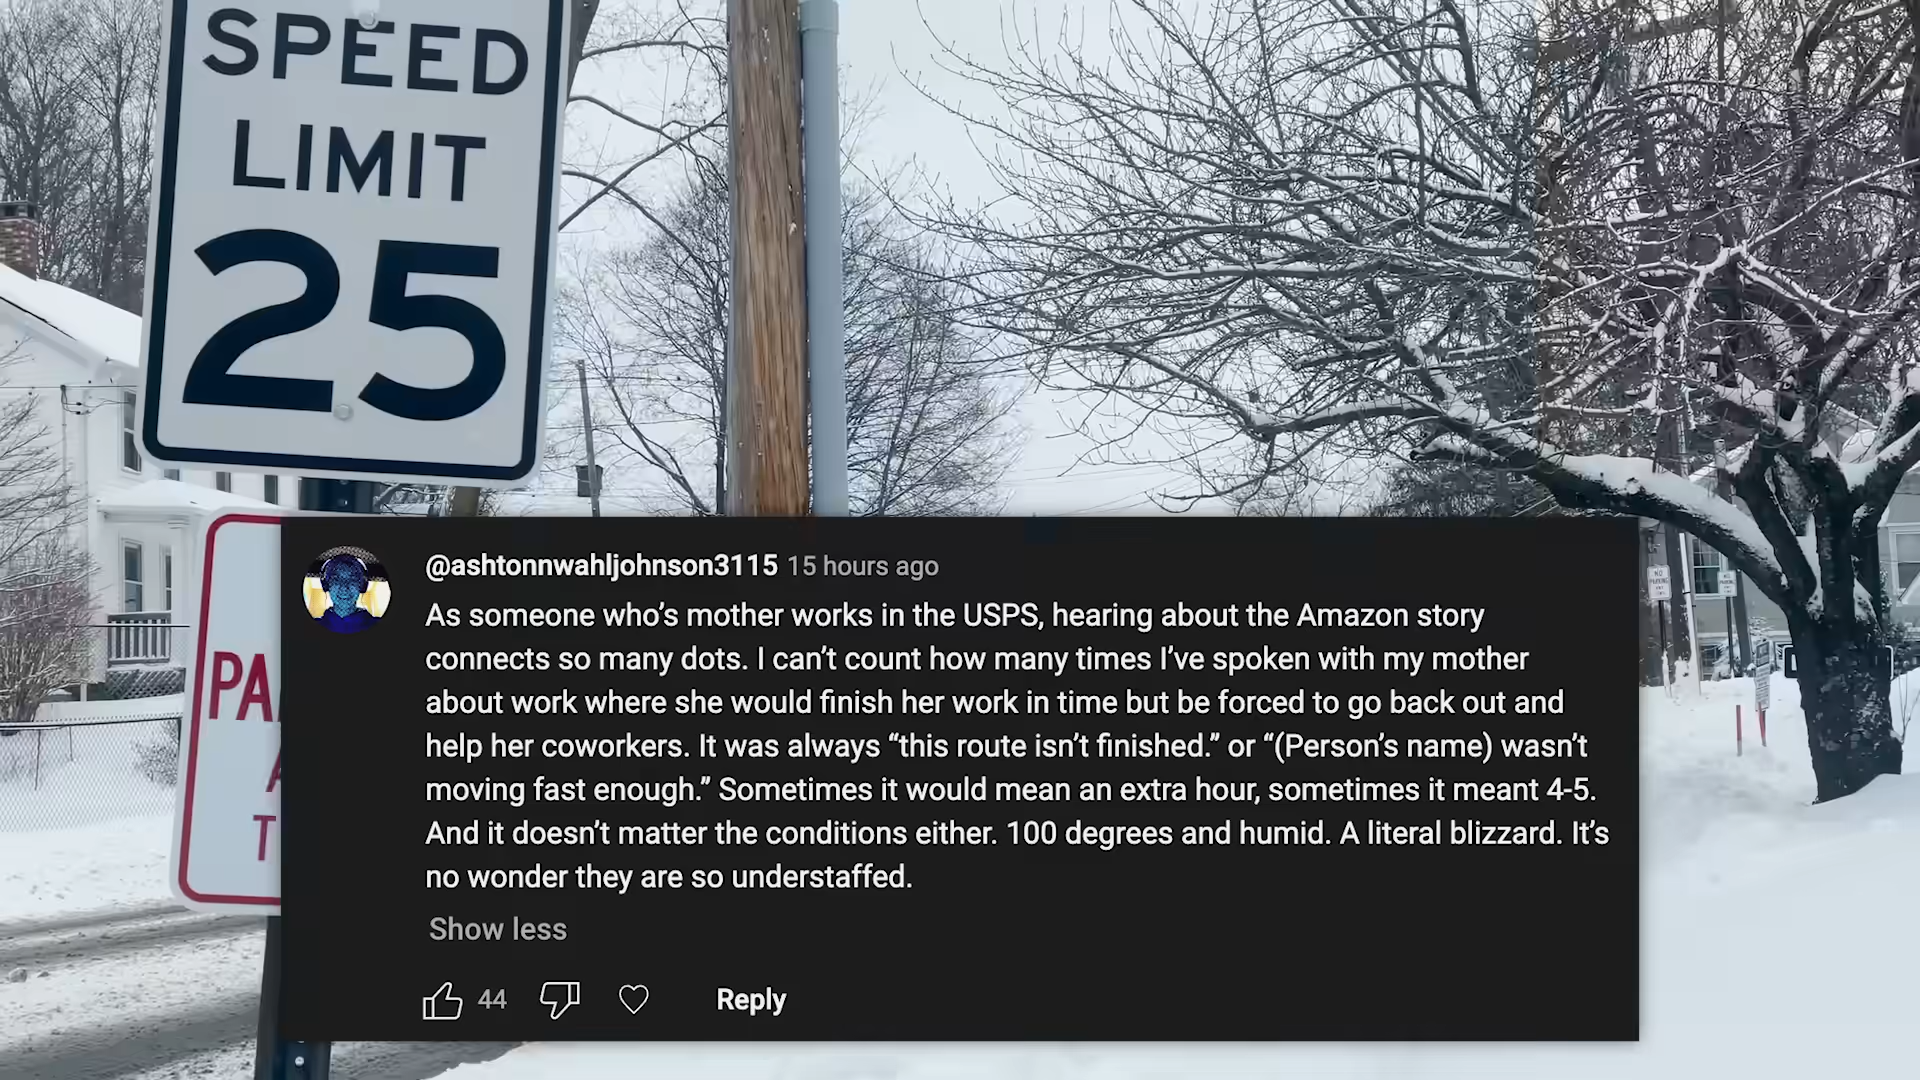 SPEED
LIMIT
25
PA
@ashtonnwahljohnson3115 15 hours ago
As someone who’s mother works in the USPS, hearing about the Amazon story
connects so many dots. I can’t count how many times I’ve spoken with my mother
about work where she would finish her work in time but be forced to go back out and
help her coworkers. It was always “this route isn’t finished.” or “(Person’s name) wasn’t
moving fast enough.” Sometimes it would mean an extra hour, sometimes it meant 4-5.
And it doesn’t matter the conditions either. 100 degrees and humid. A literal blizzard. It’s
no wonder they are so understaffed.
Show less
44
Reply
NO
PARKING